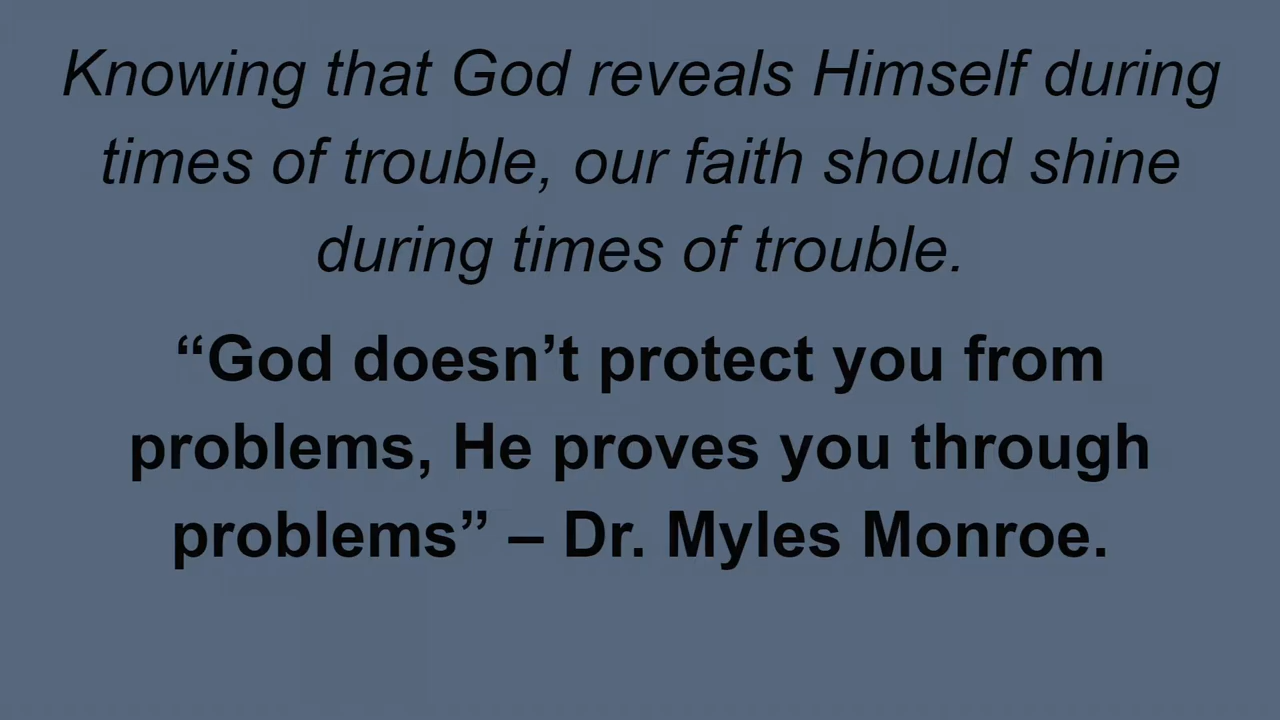 Knowing that God reveals Himself during
times of trouble, our faith should shine
during times of trouble.
“God doesn’t protect you from
problems, He proves you through
problems” – Dr. Myles Monroe.